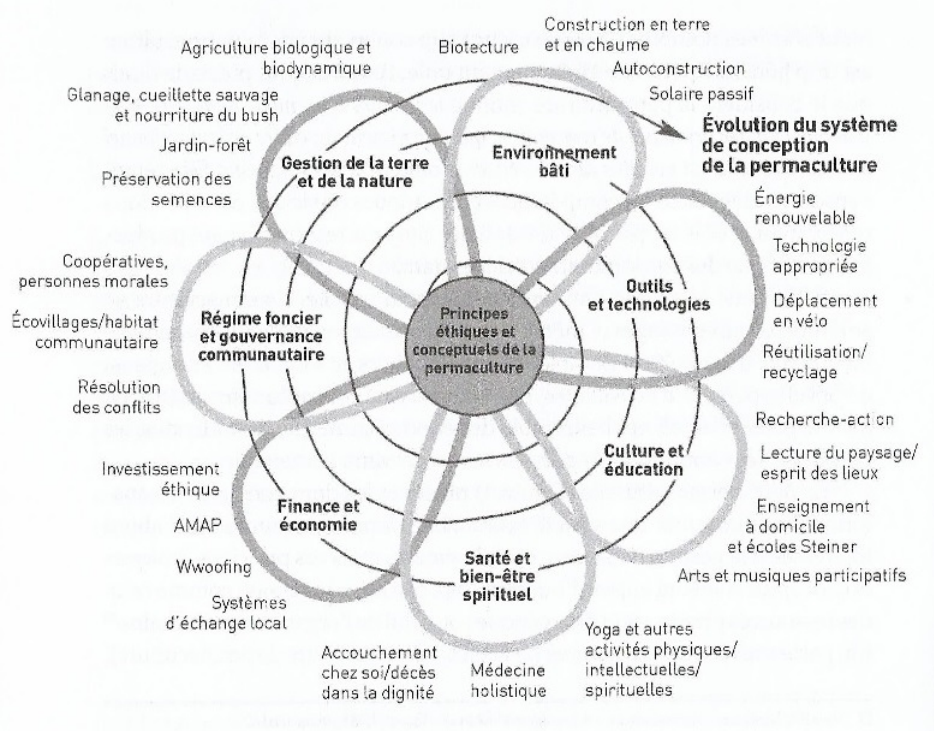 Construction en terre
et en chaume
Agriculture biologique et
biodynamique
Biotecture
Autoconstruction
Solaire passif
Glanage, cueillette sauvage
et nourriture du bush
Jardin-forêt
Préservation des
semences
Gestion de la terre
et de la nature
Environnement
bâti
Évolution du système
de conception
de la permaculture
Énergie
renouvelable
Technologie
appropriée
Déplacement
en vélo
Réutilisation/
recyclage
Outils
et technologies
Coopératives,
personnes morales
Écovillages/habitat
communautaire
Résolution
des conflits
Régime foncier
et gouvernance
communautaire
Principes
éthiques et
conceptuels de la
permaculture
Recherche-action
Lecture du paysage/
esprit des lieux
Enseignement
à domicile
et écoles Steiner
Arts et musiques participatifs
Culture et
éducation
Investissement
éthique
AMAP
Wwoofing
Systèmes
d'échange local
Finance et
économie
Santé et
bien-être
spirituel
Accouchement
chez soi/décès
dans la dignité
Médecine
holistique
Yoga et autres
activités physiques/
intellectuelles/
spirituelles